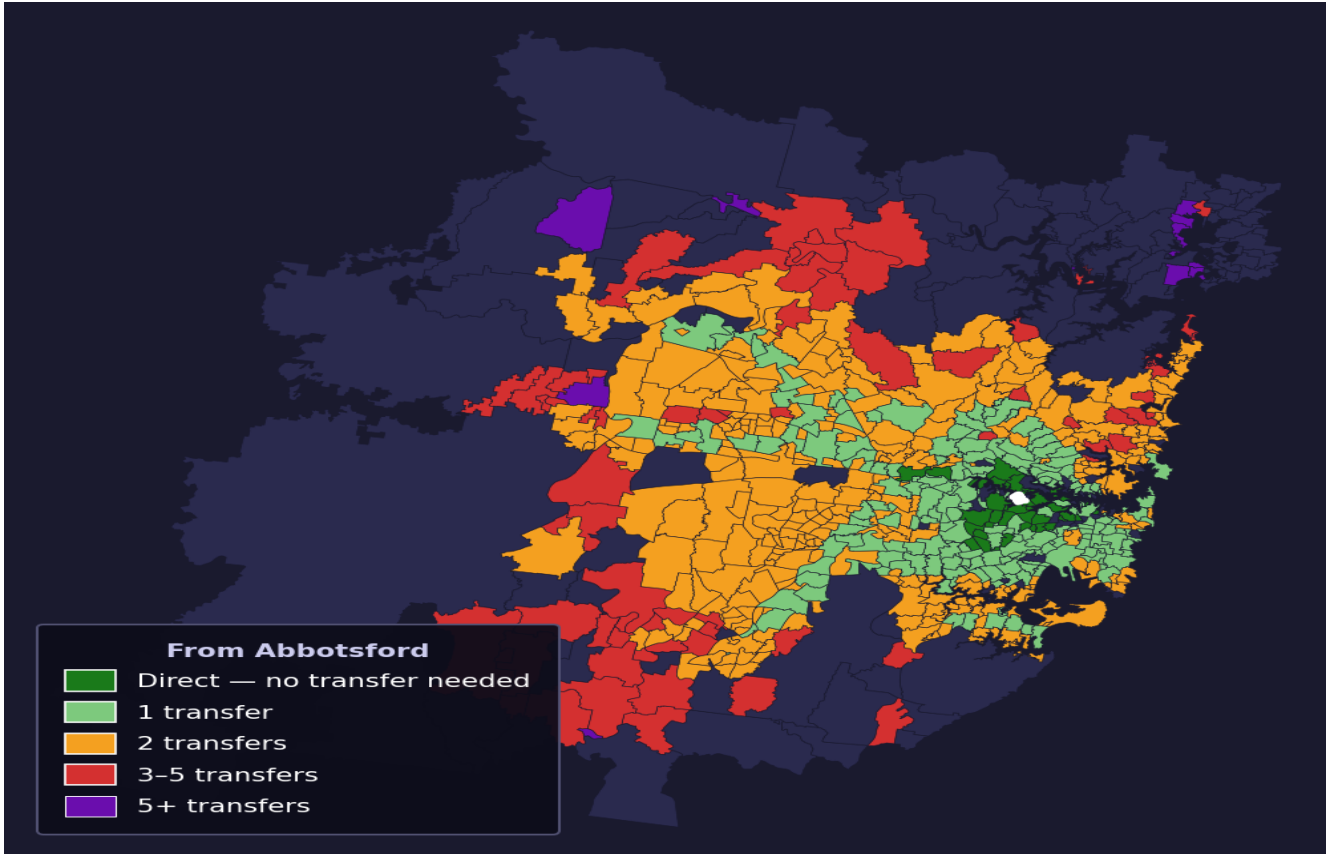 From Abbotsford
Direct — no transfer needed
1 transfer
2 transfers
3–5 transfers
5+ transfers